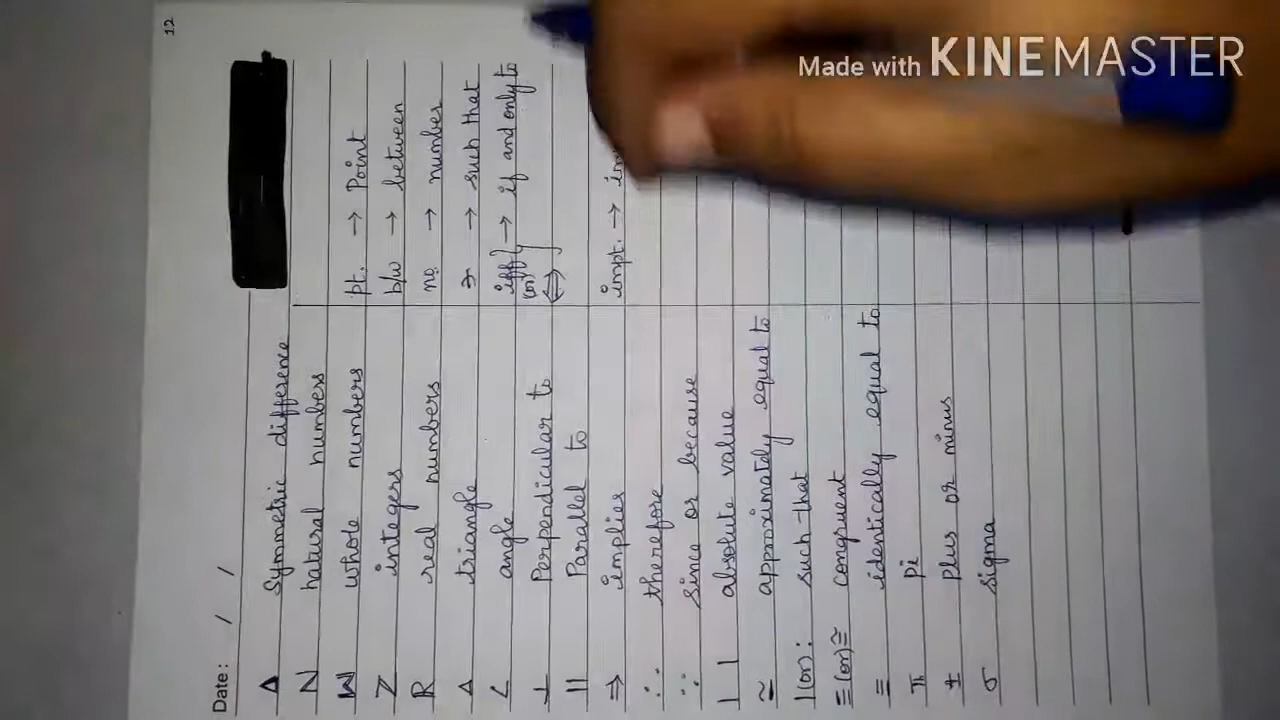 Made with KINEMASTER
12
Date: / /
Δ Symmetric difference
N natural numbers
W whole numbers
Z integers
R real numbers
Δ triangle
∠ angle
⊥ Perpendicular to
|| Parallel to
⇒ implies
∴ therefore
∵ since or because
| | absolute value
≅ approximately equal to
| (or) : such that
≡ (or) ≅ congruent
≡ identically equal to
π pi
± plus or minus
σ sigma
pt. → Point
b/w → between
no. → number
∋ → such that
iff (or) ⇔ } → if and only to
impt. →